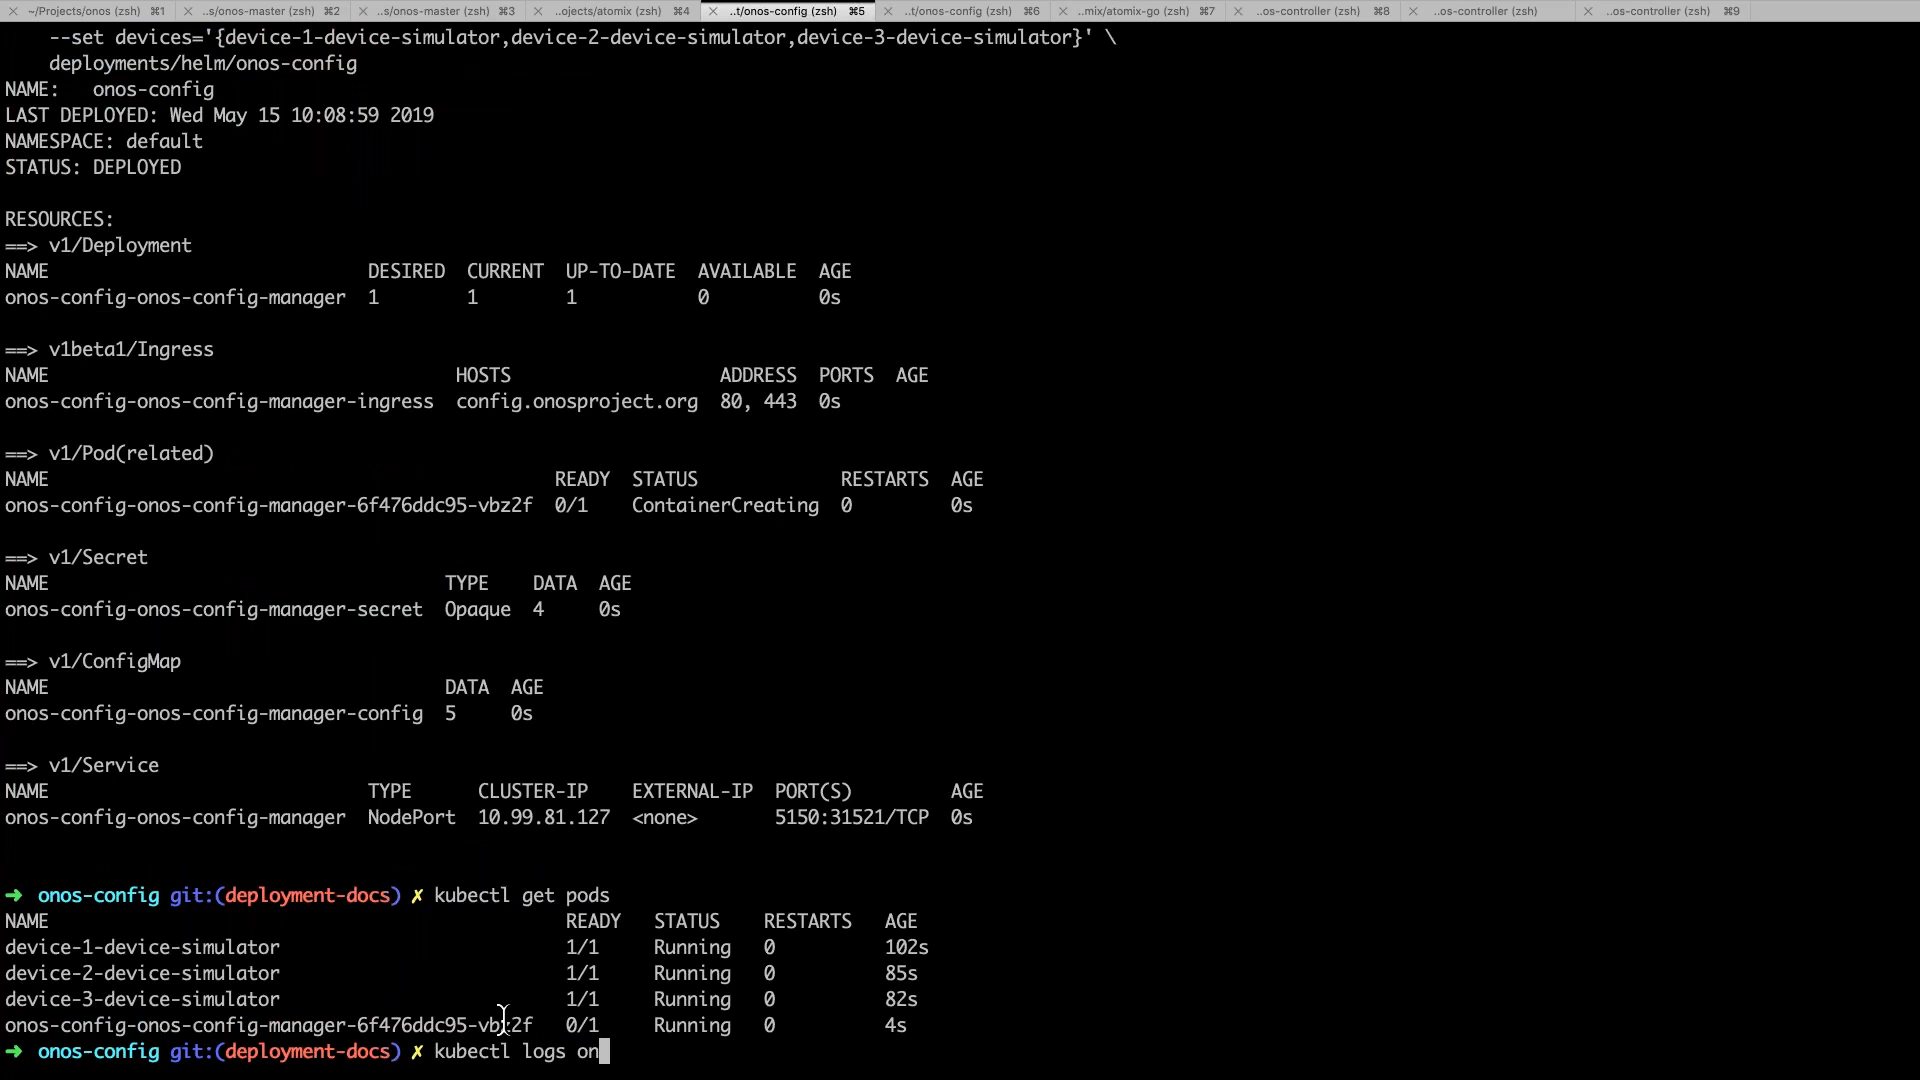 ~/Projects/onos (zsh) ⌘1 ..s/onos-master (zsh) ⌘2 ..s/onos-master (zsh) ⌘3 ..ojects/atomix (zsh) ⌘4 ..t/onos-config (zsh) ⌘5 ..t/onos-config (zsh) ⌘6 ..mix/atomix-go (zsh) ⌘7 ..os-controller (zsh) ⌘8 ..os-controller (zsh) ..os-controller (zsh) ⌘9
--set devices='{device-1-device-simulator,device-2-device-simulator,device-3-device-simulator}' \
deployments/helm/onos-config
NAME: onos-config
LAST DEPLOYED: Wed May 15 10:08:59 2019
NAMESPACE: default
STATUS: DEPLOYED
RESOURCES:
==> v1/Deployment
NAME DESIRED CURRENT UP-TO-DATE AVAILABLE AGE
onos-config-onos-config-manager 1 1 1 0 0s
==> v1beta1/Ingress
NAME HOSTS ADDRESS PORTS AGE
onos-config-onos-config-manager-ingress config.onosproject.org 80, 443 0s
==> v1/Pod(related)
NAME READY STATUS RESTARTS AGE
onos-config-onos-config-manager-6f476ddc95-vbz2f 0/1 ContainerCreating 0 0s
==> v1/Secret
NAME TYPE DATA AGE
onos-config-onos-config-manager-secret Opaque 4 0s
==> v1/ConfigMap
NAME DATA AGE
onos-config-onos-config-manager-config 5 0s
==> v1/Service
NAME TYPE CLUSTER-IP EXTERNAL-IP PORT(S) AGE
onos-config-onos-config-manager NodePort 10.99.81.127 <none> 5150:31521/TCP 0s
➜ onos-config git:(deployment-docs) ✗ kubectl get pods
NAME READY STATUS RESTARTS AGE
device-1-device-simulator 1/1 Running 0 102s
device-2-device-simulator 1/1 Running 0 85s
device-3-device-simulator 1/1 Running 0 82s
onos-config-onos-config-manager-6f476ddc95-vbz2f 0/1 Running 0 4s
➜ onos-config git:(deployment-docs) ✗ kubectl logs on